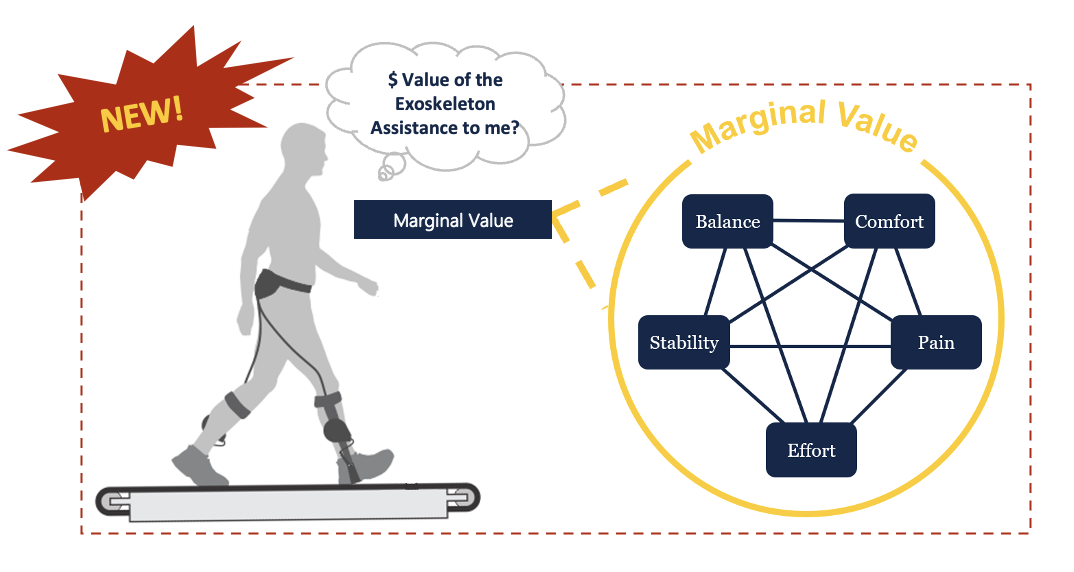 NEW!
$ Value of the
Exoskeleton
Assistance to me?
Marginal Value
Marginal Value
Balance
Comfort
Stability
Pain
Effort